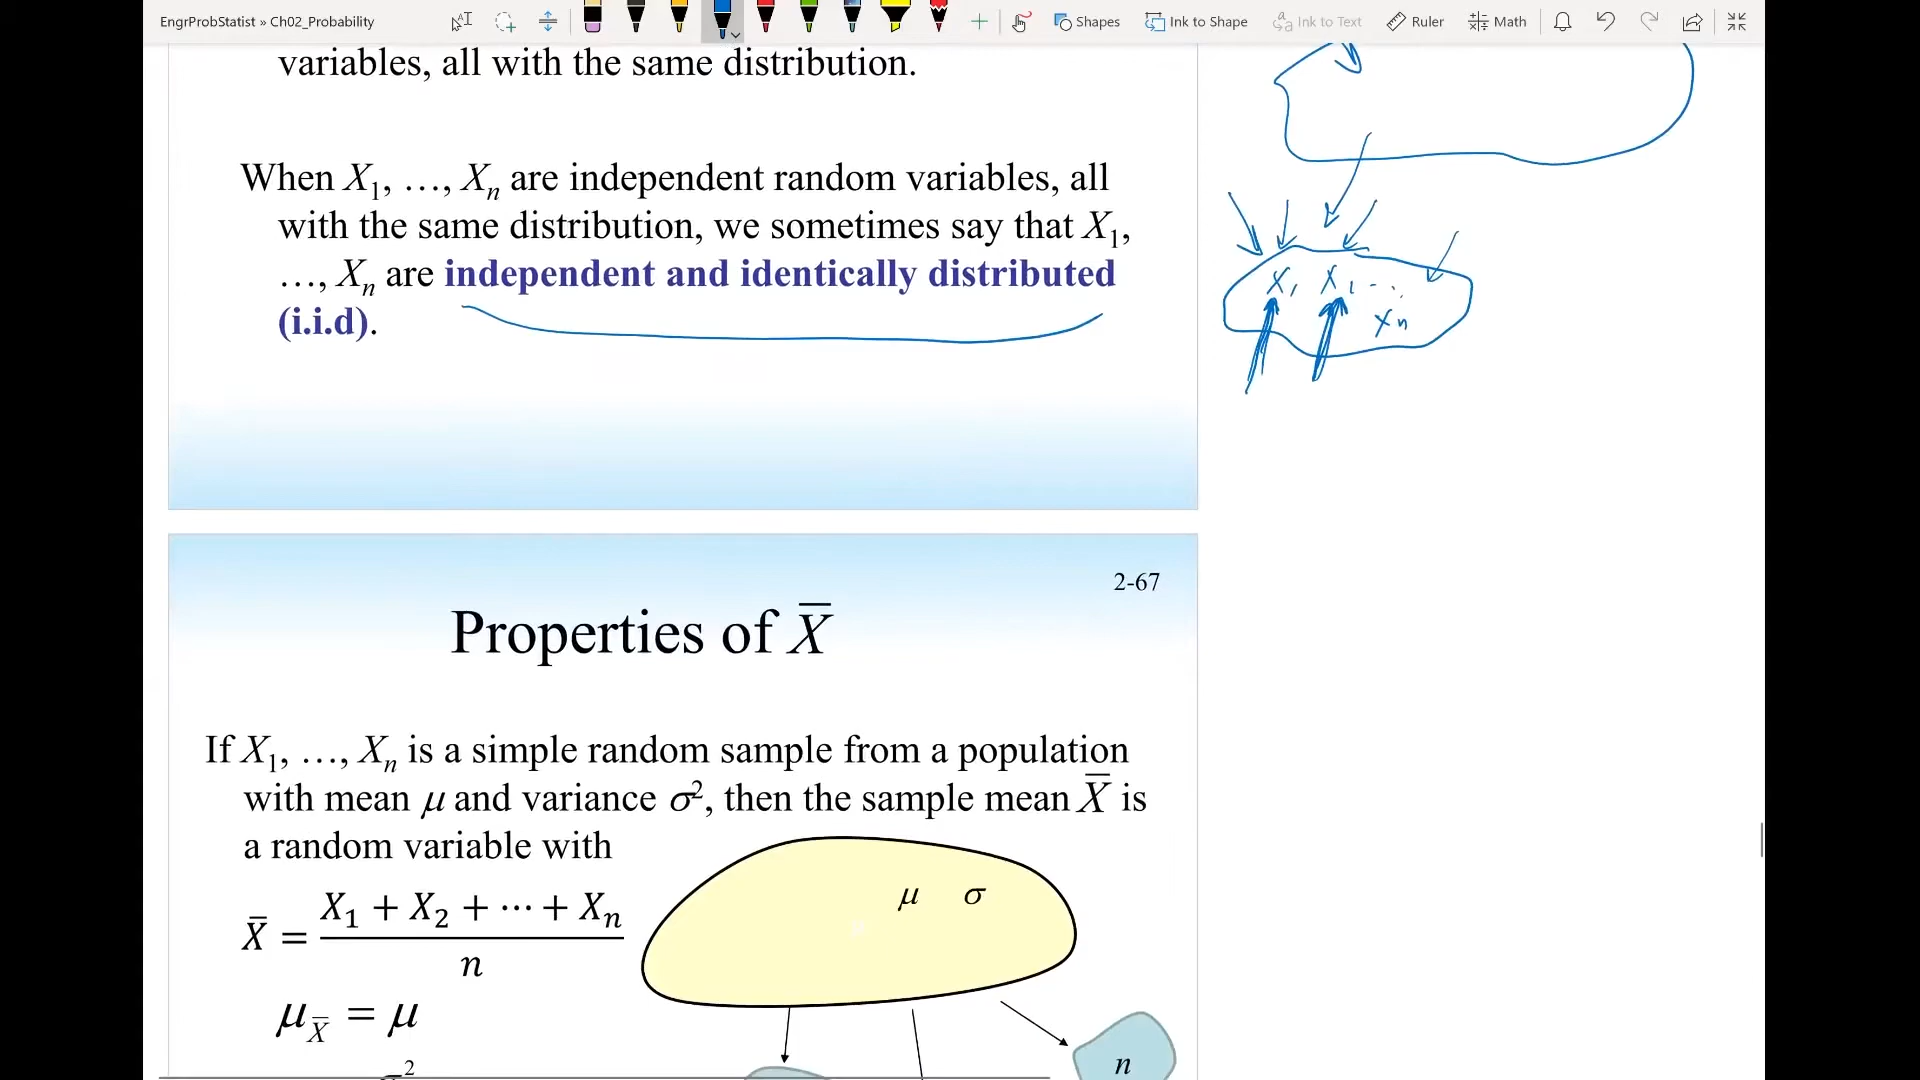 EngrProbStatist » Ch02_Probability
Shapes Ink to Shape Ink to Text Ruler Math
variables, all with the same distribution.
When X₁, …, Xₙ are independent random variables, all
with the same distribution, we sometimes say that X₁,
…, Xₙ are independent and identically distributed
(i.i.d).
X₁ X₁ ...
Xn
2-67
Properties of X̅
If X₁, …, Xₙ is a simple random sample from a population
with mean μ and variance σ², then the sample mean X̅ is
a random variable with
X̅ = (X₁ + X₂ + ⋯ + Xₙ) / n
μ σ
μ_X̅ = μ
n